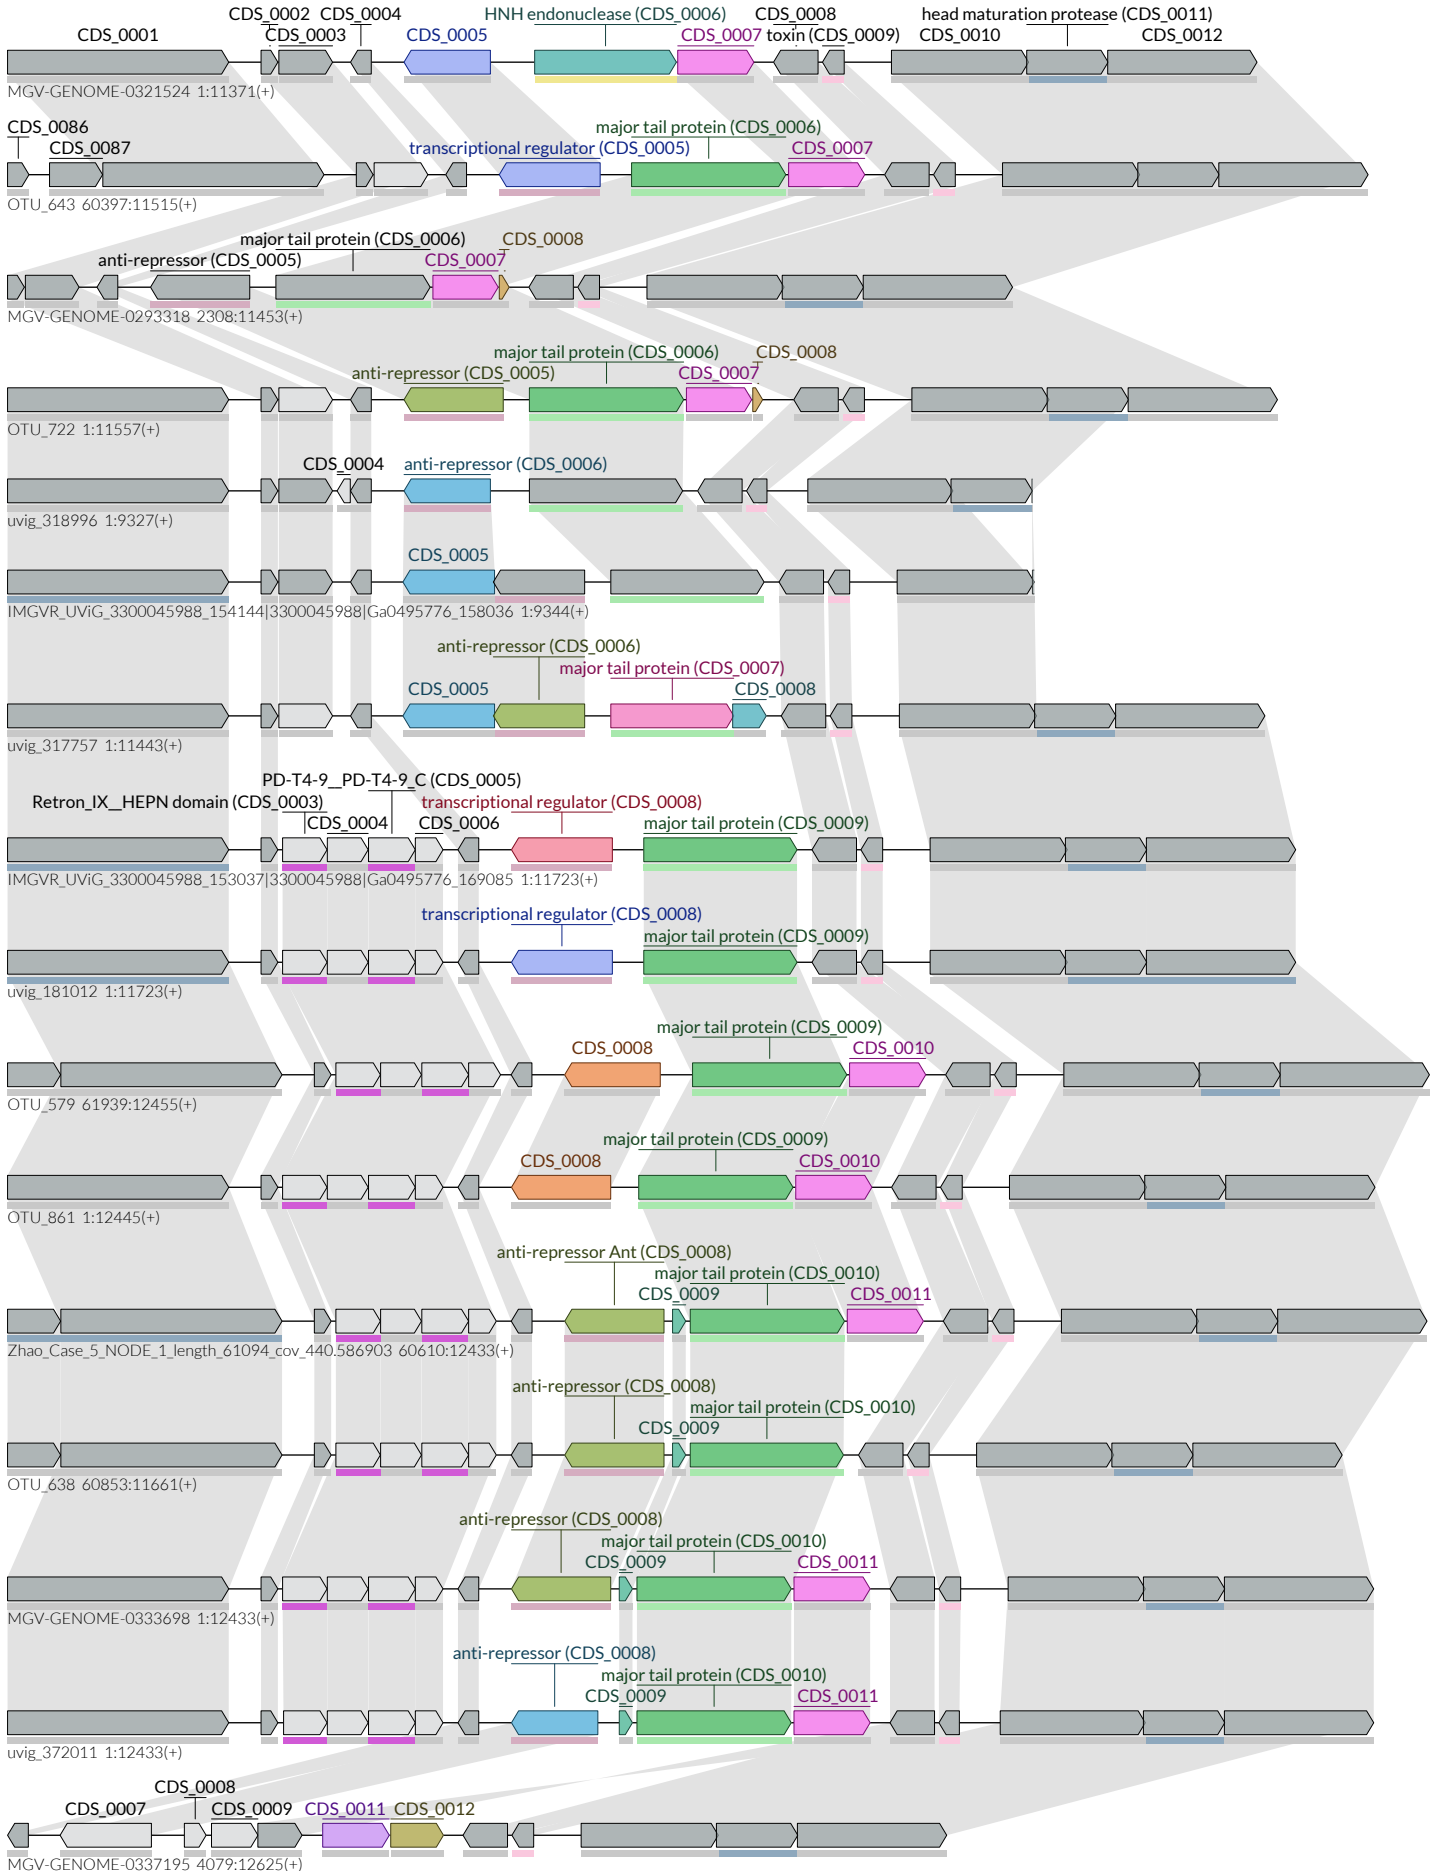 CDS_0002 CDS_0004 HNH endonuclease (CDS_0006) CDS_0008 head maturation protease (CDS_0011)
CDS_0001 CDS_0003 CDS_0005 CDS_0007 toxin (CDS_0009) CDS_0010 CDS_0012
MGV-GENOME-0321524 1:11371(+)
CDS_0086 major tail protein (CDS_0006)
CDS_0087 transcriptional regulator (CDS_0005) CDS_0007
OTU_643 60397:11515(+)
major tail protein (CDS_0006) CDS_0008
anti-repressor (CDS_0005) CDS_0007
MGV-GENOME-0293318 2308:11453(+)
major tail protein (CDS_0006) CDS_0008
anti-repressor (CDS_0005) CDS_0007
OTU_722 1:11557(+)
CDS_0004 anti-repressor (CDS_0006)
uvig_318996 1:9327(+)
CDS_0005
IMGVR_UViG_3300045988_154144|3300045988|Ga0495776_158036 1:9344(+)
anti-repressor (CDS_0006)
major tail protein (CDS_0007)
CDS_0005 CDS_0008
uvig_317757 1:11443(+)
PD-T4-9__PD-T4-9_C (CDS_0005)
Retron_IX__HEPN domain (CDS_0003) transcriptional regulator (CDS_0008)
CDS_0004 CDS_0006 major tail protein (CDS_0009)
IMGVR_UViG_3300045988_153037|3300045988|Ga0495776_169085 1:11723(+)
transcriptional regulator (CDS_0008)
major tail protein (CDS_0009)
uvig_181012 1:11723(+)
major tail protein (CDS_0009)
CDS_0008 CDS_0010
OTU_579 61939:12455(+)
major tail protein (CDS_0009)
CDS_0008 CDS_0010
OTU_861 1:12445(+)
anti-repressor Ant (CDS_0008)
major tail protein (CDS_0010)
CDS_0009 CDS_0011
Zhao_Case_5_NODE_1_length_61094_cov_440.586903 60610:12433(+)
anti-repressor (CDS_0008)
major tail protein (CDS_0010)
CDS_0009
OTU_638 60853:11661(+)
anti-repressor (CDS_0008)
major tail protein (CDS_0010)
CDS_0009 CDS_0011
MGV-GENOME-0333698 1:12433(+)
anti-repressor (CDS_0008)
major tail protein (CDS_0010)
CDS_0009 CDS_0011
uvig_372011 1:12433(+)
CDS_0008
CDS_0007 CDS_0009 CDS_0011 CDS_0012
MGV-GENOME-0337195 4079:12625(+)